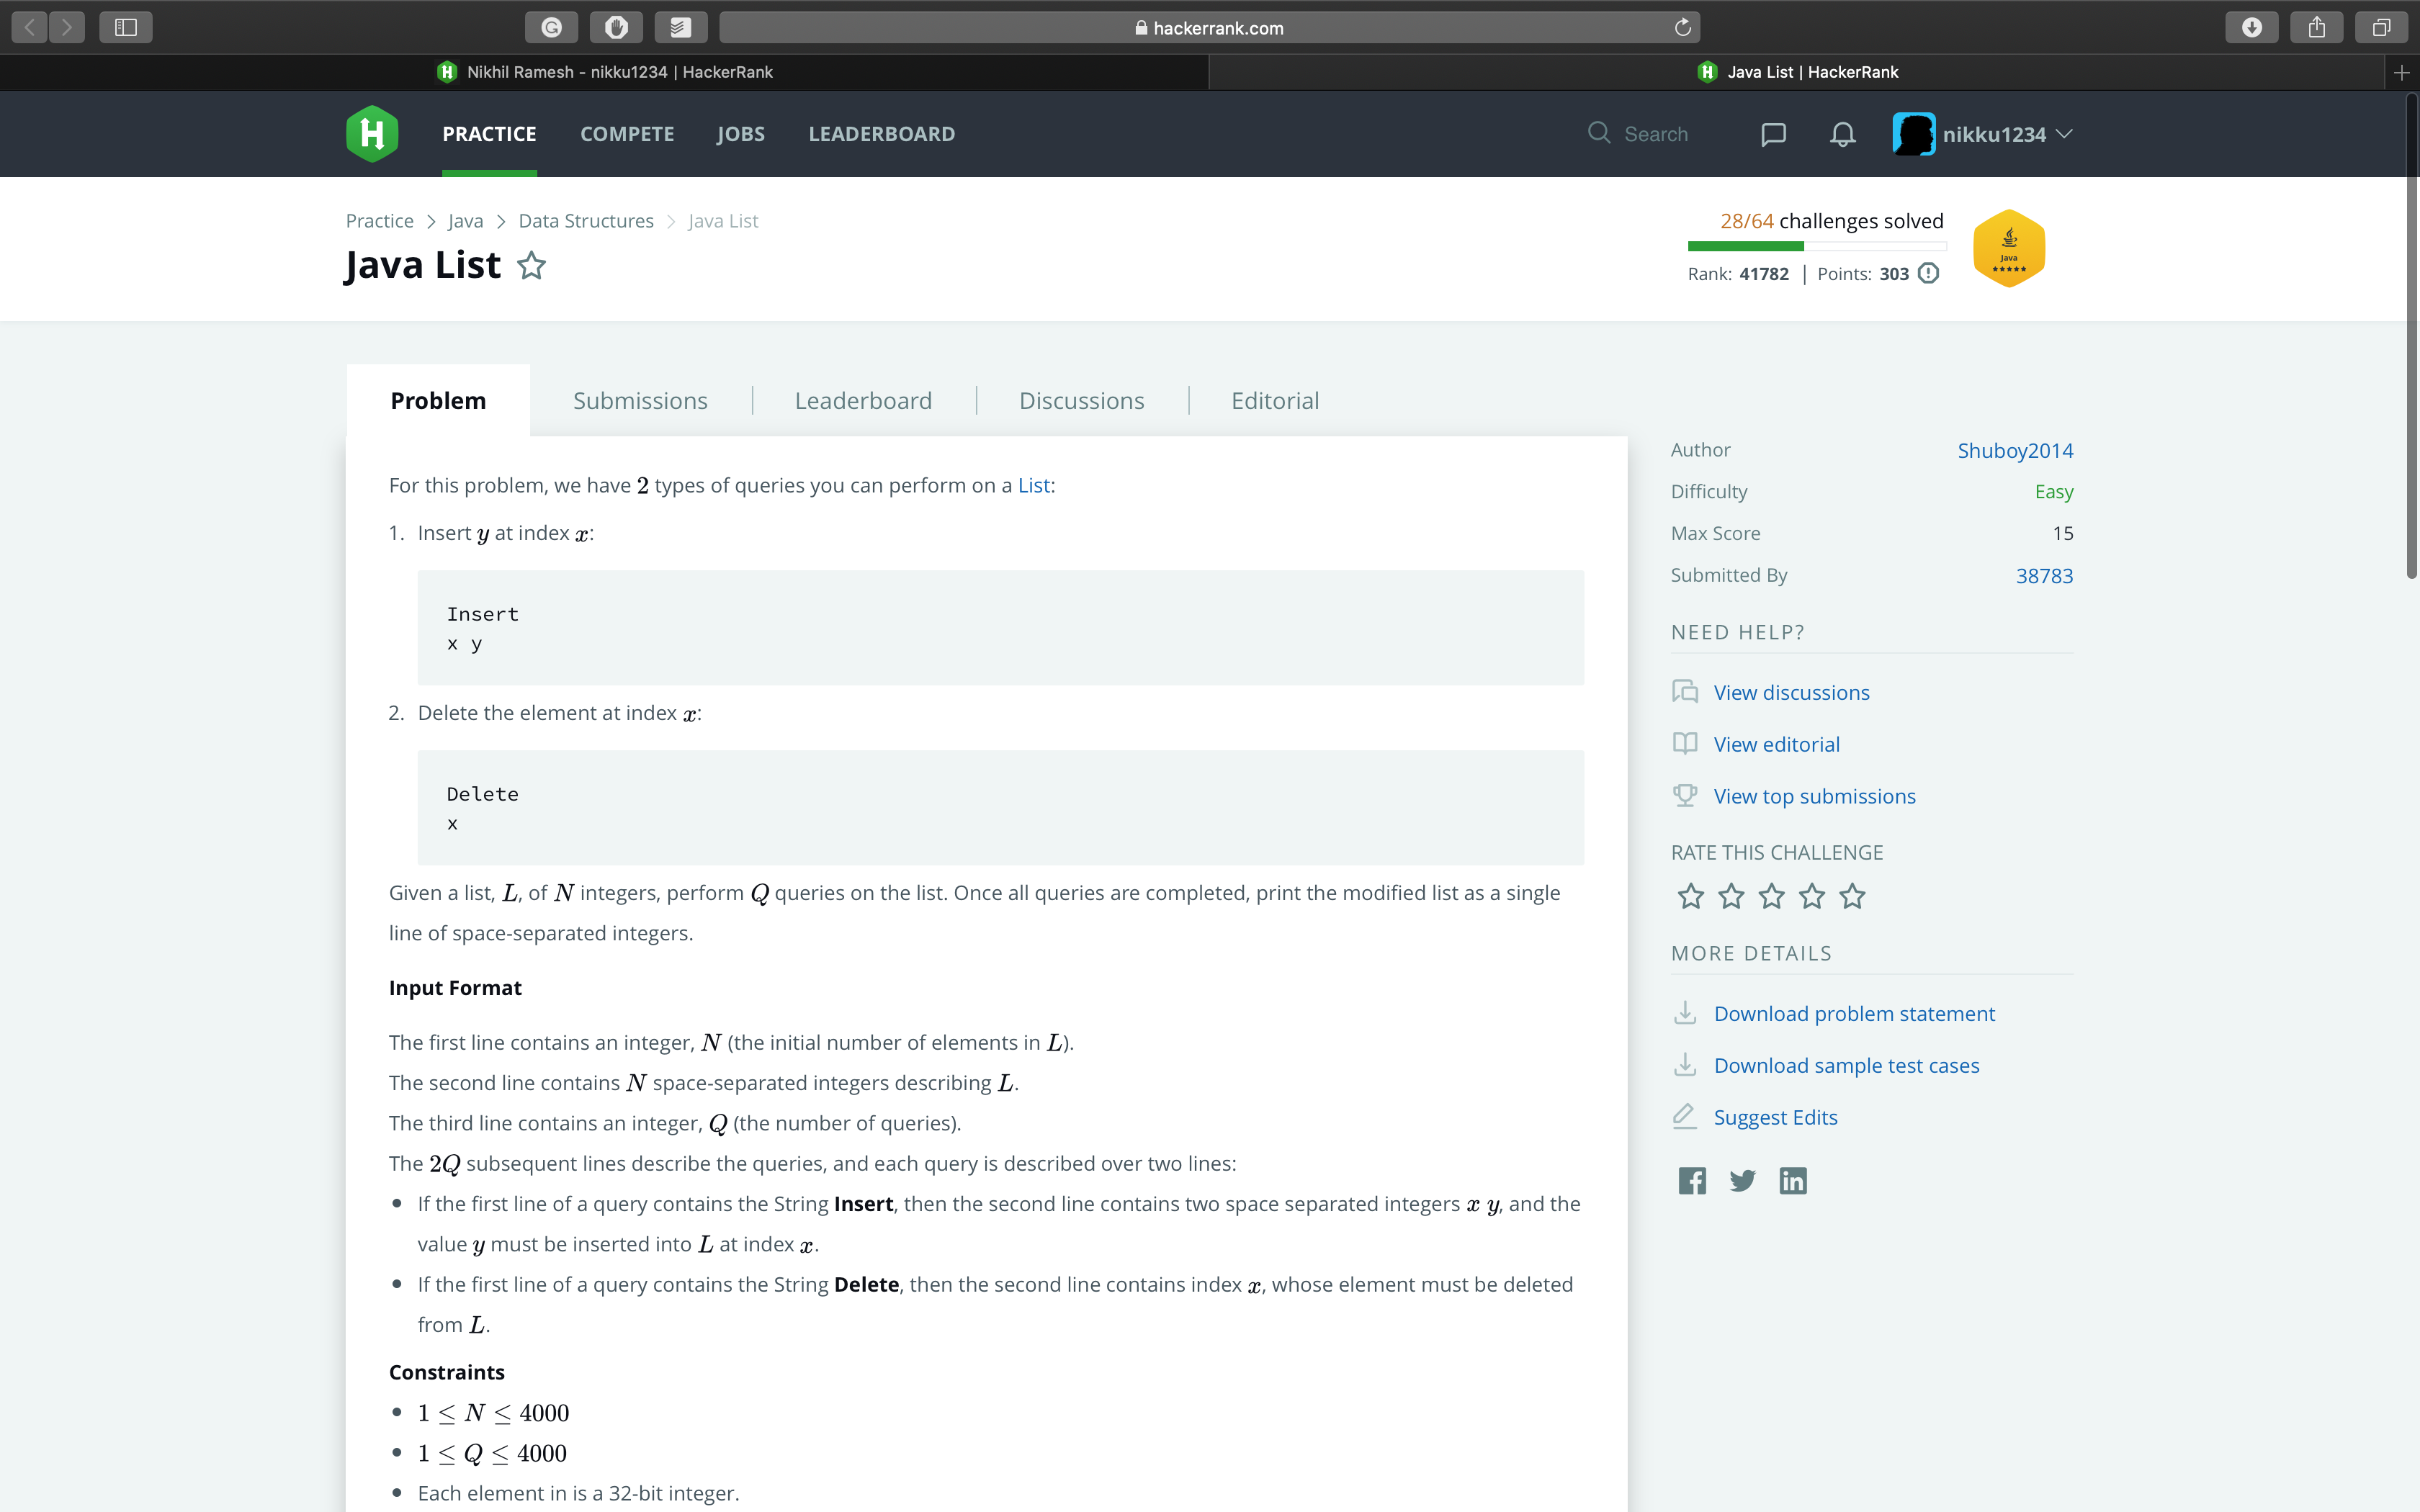 hackerrank.com
Nikhil Ramesh - nikku1234 | HackerRank
Java List | HackerRank
PRACTICE COMPETE JOBS LEADERBOARD Search nikku1234
Practice > Java > Data Structures > Java List
Java List
28/64 challenges solved
Rank: 41782 | Points: 303
Java
Problem Submissions Leaderboard Discussions Editorial
For this problem, we have 2 types of queries you can perform on a List:
1. Insert y at index x:
Insert
x y
2. Delete the element at index x:
Delete
x
Given a list, L, of N integers, perform Q queries on the list. Once all queries are completed, print the modified list as a single
line of space-separated integers.
Input Format
The first line contains an integer, N (the initial number of elements in L).
The second line contains N space-separated integers describing L.
The third line contains an integer, Q (the number of queries).
The 2Q subsequent lines describe the queries, and each query is described over two lines:
• If the first line of a query contains the String Insert, then the second line contains two space separated integers x y, and the
value y must be inserted into L at index x.
• If the first line of a query contains the String Delete, then the second line contains index x, whose element must be deleted
from L.
Constraints
• 1 ≤ N ≤ 4000
• 1 ≤ Q ≤ 4000
• Each element in is a 32-bit integer.
Author Shuboy2014
Difficulty Easy
Max Score 15
Submitted By 38783
NEED HELP?
View discussions
View editorial
View top submissions
RATE THIS CHALLENGE
MORE DETAILS
Download problem statement
Download sample test cases
Suggest Edits